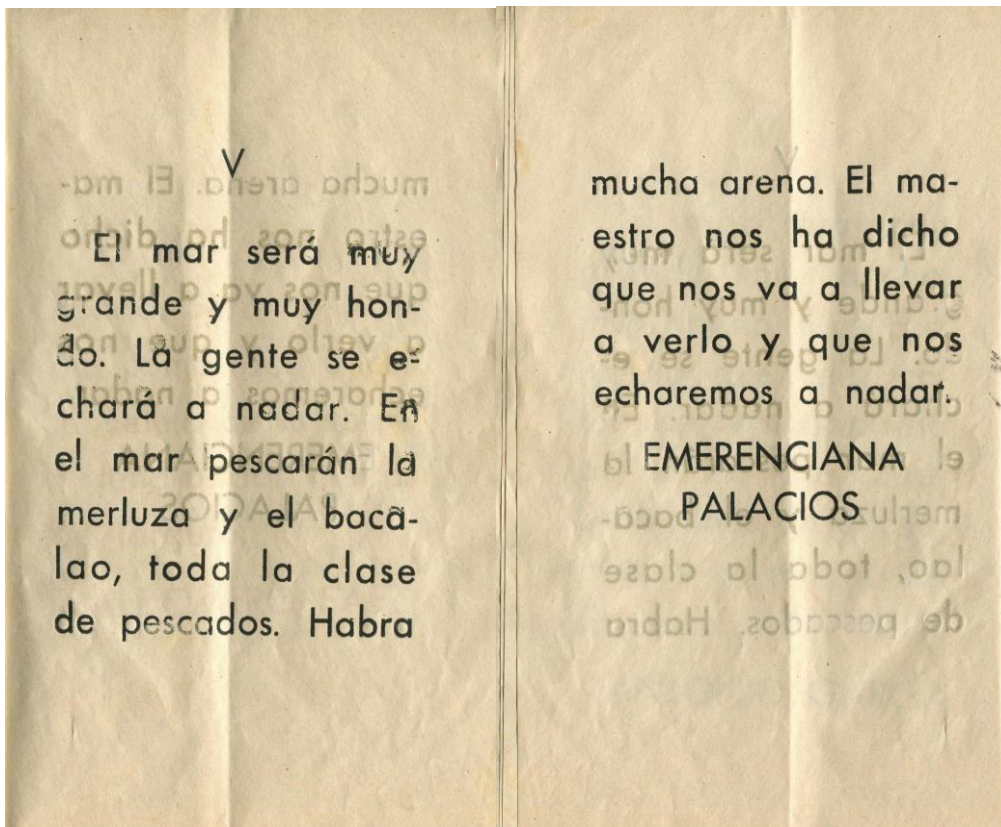 V
El mar será muy
grande y muy hon-
do. La gente se e-
chará a nadar. En
el mar pescarán la
merluza y el baca-
lao, toda la clase
de pescados. Habra
mucha arena. El ma-
estro nos ha dicho
que nos va a llevar
a verlo y que nos
echaremos a nadar.
EMERENCIANA
PALACIOS